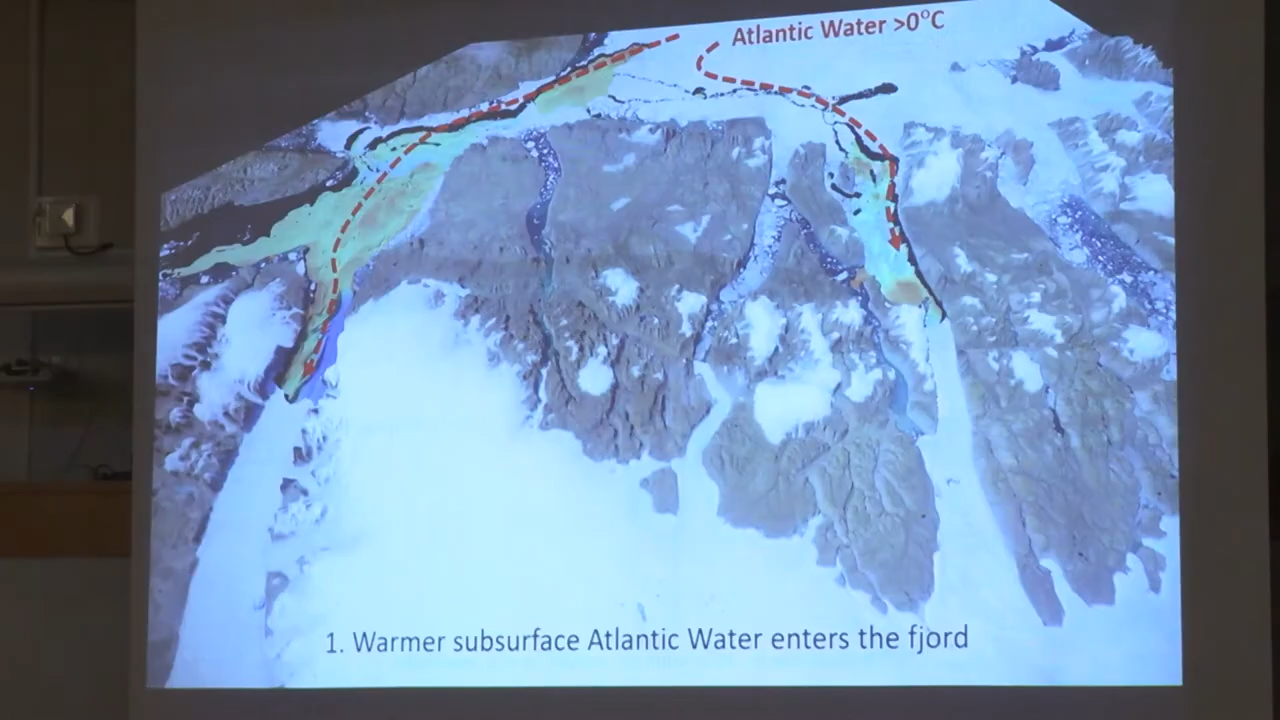 Atlantic Water >0°C
1. Warmer subsurface Atlantic Water enters the fjord